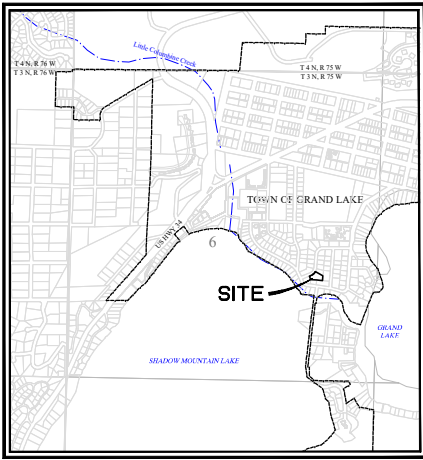 Little Columbine Creek
T 4 N, R 76 W
T 3 N, R 76 W
T 4 N, R 75 W
T 3 N, R 75 W
TOWN OF GRAND LAKE
US HWY 34
6
SITE
GRAND
LAKE
SHADOW MOUNTAIN LAKE